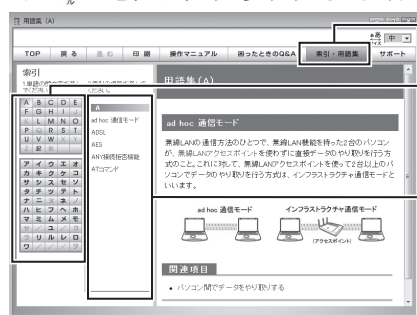 用語集 (A)
中
TOP 戻る 進む 印刷 操作マニュアル 困ったときのQ&A 索引・用語集 サポート
索引
用語集(A)
A B C D E
F G H I J
K L M N O
P Q R S T
U V W X Y
Z 記 数
ア イ ウ エ オ
カ キ ク ケ コ
サ シ ス セ ソ
タ チ ツ テ ト
ナ ニ ヌ ネ ノ
ハ ヒ フ ヘ ホ
マ ミ ム メ モ
ヤ ユ ヨ
ラ リ ル レ ロ
ワ
A
ad hoc 通信モード
ADSL
AES
ANY接続拒否機能
ATコマンド
ad hoc 通信モード
無線LANの通信方法のひとつで、無線LAN機能を持った2台のパソコン
が、無線LANアクセスポイントを使わずに直接データのやり取りを行う方
式のこと。これに対して、無線LANアクセスポイントを使って2台以上のパ
ソコンでデータのやり取りを行う方式は、インフラストラクチャ通信モードと
いいます。
ad hoc 通信モード インフラストラクチャ通信モード
(アクセスポイント)
関連項目
• パソコン間でデータをやりとりする